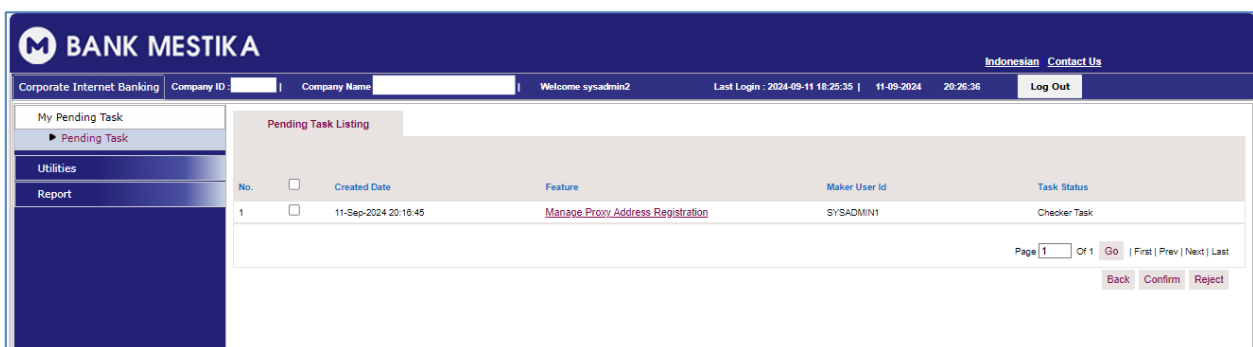 M BANK MESTIKA
Indonesian Contact Us
Corporate Internet Banking Company ID : | Company Name | Welcome sysadmin2 Last Login : 2024-09-11 18:25:35 | 11-09-2024 20:26:36 Log Out
My Pending Task
Pending Task
Utilities
Report
Pending Task Listing
No. Created Date Feature Maker User Id Task Status
1 11-Sep-2024 20:16:45 Manage Proxy Address Registration SYSADMIN1 Checker Task
Page 1 Of 1 Go | First | Prev | Next | Last
Back Confirm Reject